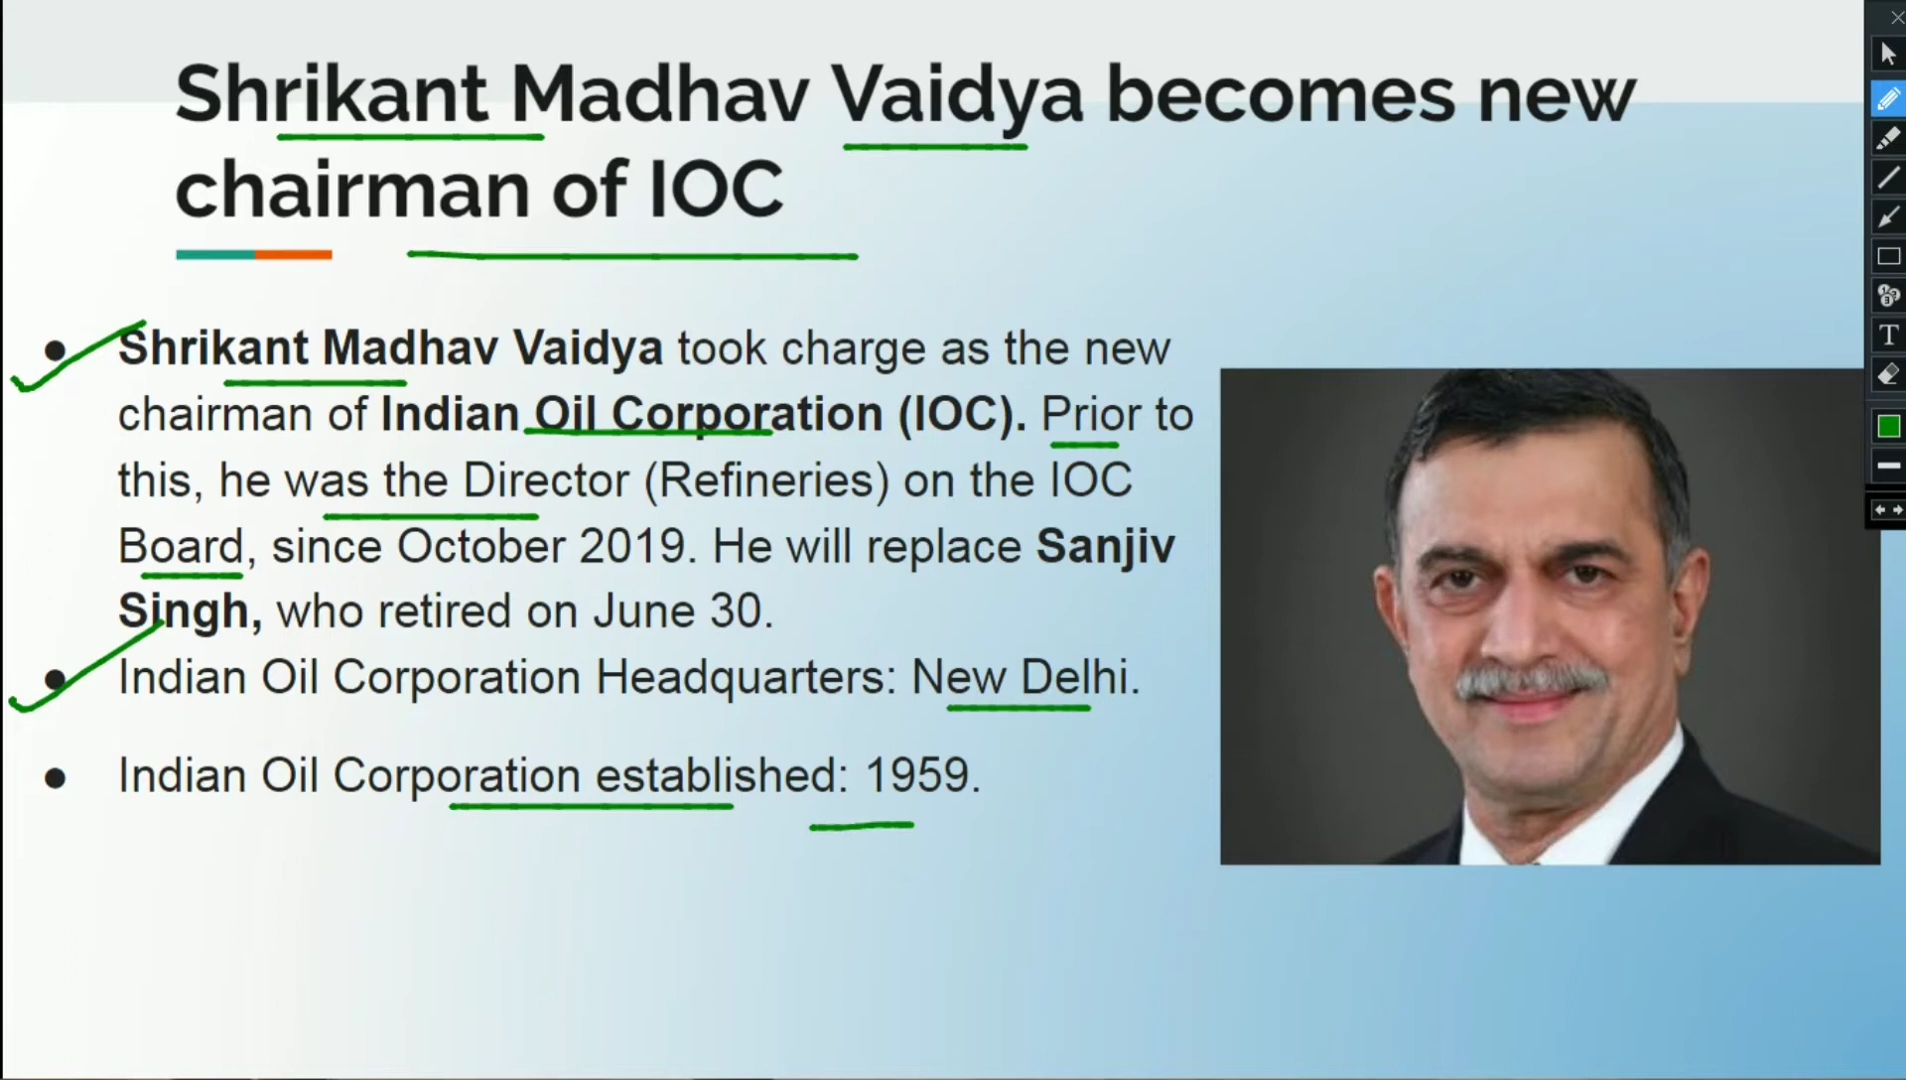 Shrikant Madhav Vaidya becomes new
chairman of IOC
● Shrikant Madhav Vaidya took charge as the new
chairman of Indian Oil Corporation (IOC). Prior to
this, he was the Director (Refineries) on the IOC
Board, since October 2019. He will replace Sanjiv
Singh, who retired on June 30.
● Indian Oil Corporation Headquarters: New Delhi.
● Indian Oil Corporation established: 1959.
T